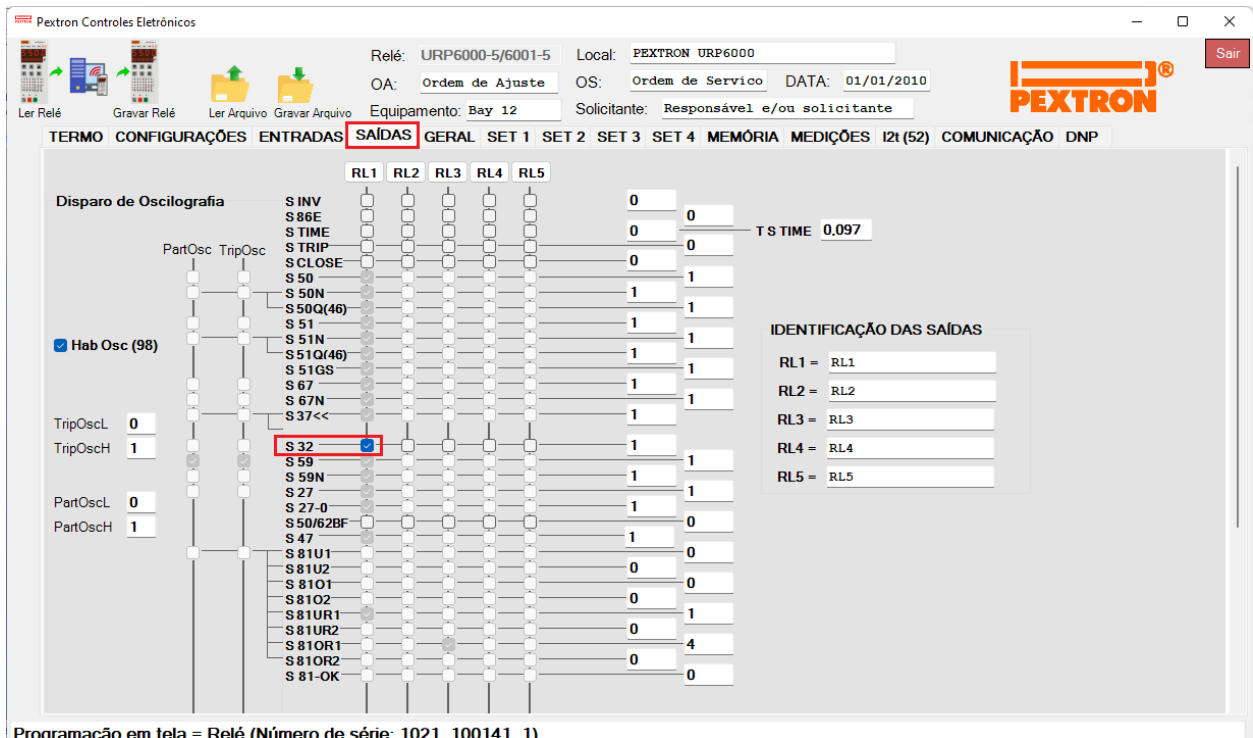 Pextron Controles Eletrônicos
Sair
Relé: URP6000-5/6001-5 Local: PEXTRON URP6000
OA: Ordem de Ajuste OS: Ordem de Servico DATA: 01/01/2010
Equipamento: Bay 12 Solicitante: Responsável e/ou solicitante
PEXTRON®
Ler Relé Gravar Relé Ler Arquivo Gravar Arquivo
TERMO CONFIGURAÇÕES ENTRADAS SAÍDAS GERAL SET 1 SET 2 SET 3 SET 4 MEMÓRIA MEDIÇÕES I2t (52) COMUNICAÇÃO DNP
RL1 RL2 RL3 RL4 RL5
Disparo de Oscilografia
PartOsc TripOsc
Hab Osc (98)
TripOscL 0
TripOscH 1
PartOscL 0
PartOscH 1
S INV 0
S 86E 0
S TIME 0 T S TIME 0,097
S TRIP 0
S CLOSE 0
S 50 1
S 50N 1
S 50Q(46) 1
S 51 1
S 51N 1
S 51Q(46) 1
S 51GS 1
S 67 1
S 67N 1
S 37<< 1
S 32 1
S 59 1
S 59N 1
S 27 1
S 27-0 1
S 50/62BF 0
S 47 1
S 81U1 0
S 81U2 0
S 81O1 0
S 81O2 0
S 81UR1 1
S 81UR2 0
S 81OR1 4
S 81OR2 0
S 81-OK 0
IDENTIFICAÇÃO DAS SAÍDAS
RL1 = RL1
RL2 = RL2
RL3 = RL3
RL4 = RL4
RL5 = RL5
Programação em tela = Relé (Número de série: 1021 100141 1)